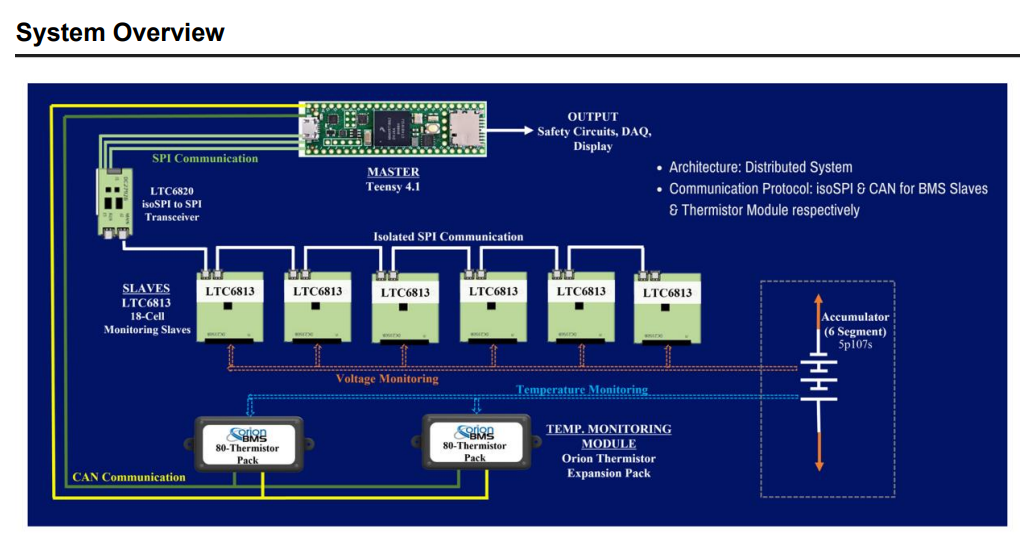 System Overview
OUTPUT
Safety Circuits, DAQ,
Display
SPI Communication
MASTER
Teensy 4.1
• Architecture: Distributed System
• Communication Protocol: isoSPI & CAN for BMS Slaves
& Thermistor Module respectively
LTC6820
isoSPI to SPI
Transceiver
Isolated SPI Communication
SLAVES
LTC6813
18-Cell
Monitoring Slaves
LTC6813
LTC6813
LTC6813
LTC6813
LTC6813
LTC6813
Accumulator
(6 Segment)
5p107s
Voltage Monitoring
Temperature Monitoring
orion
BMS
80-Thermistor
Pack
orion
BMS
80-Thermistor
Pack
TEMP. MONITORING
MODULE
Orion Thermistor
Expansion Pack
CAN Communication